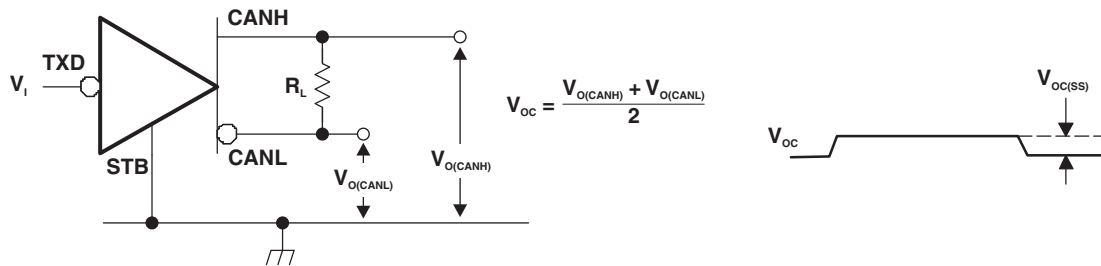 CANH
TXD
V_I
R_L
CANL
STB
V_O(CANL)
V_O(CANH)
V_OC = V_O(CANH) + V_O(CANL)
2
V_OC
V_OC(SS)